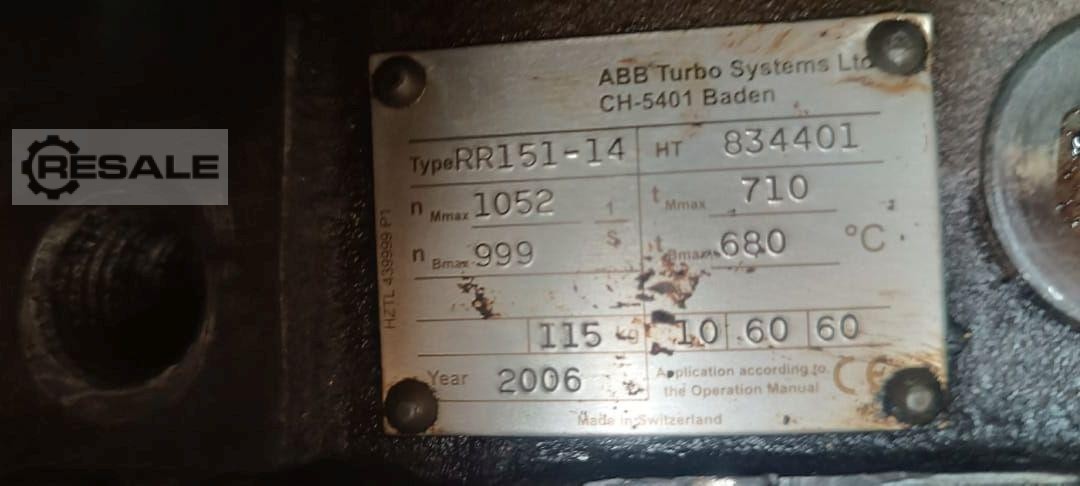 RESALE
ABB Turbo Systems Ltd
CH-5401 Baden
Type RR151-14 HT 834401
n Mmax 1052 1 t Mmax 710
n Bmax 999 s t Bmax 680 °C
115 kg 10 60 60
Year 2006 Application according to
the Operation Manual CE
Made in Switzerland
HZTL 439999 P1